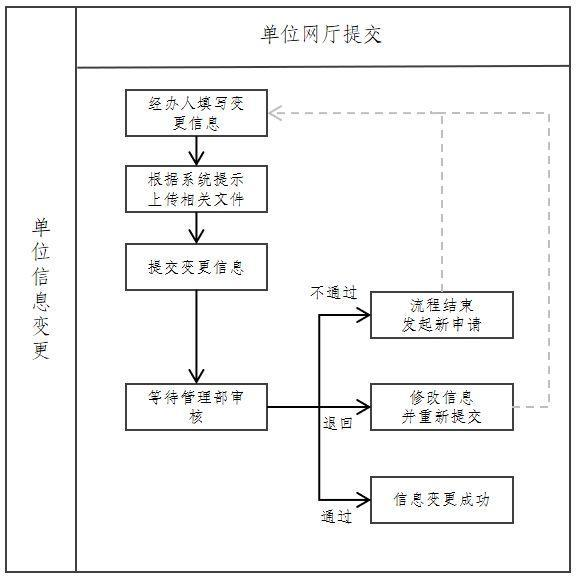 单位网厅提交
单位信息变更
经办人填写变
更信息
根据系统提示
上传相关文件
提交变更信息
等待管理部审
核
不通过
流程结束
发起新申请
退回
修改信息
并重新提交
通过
信息变更成功